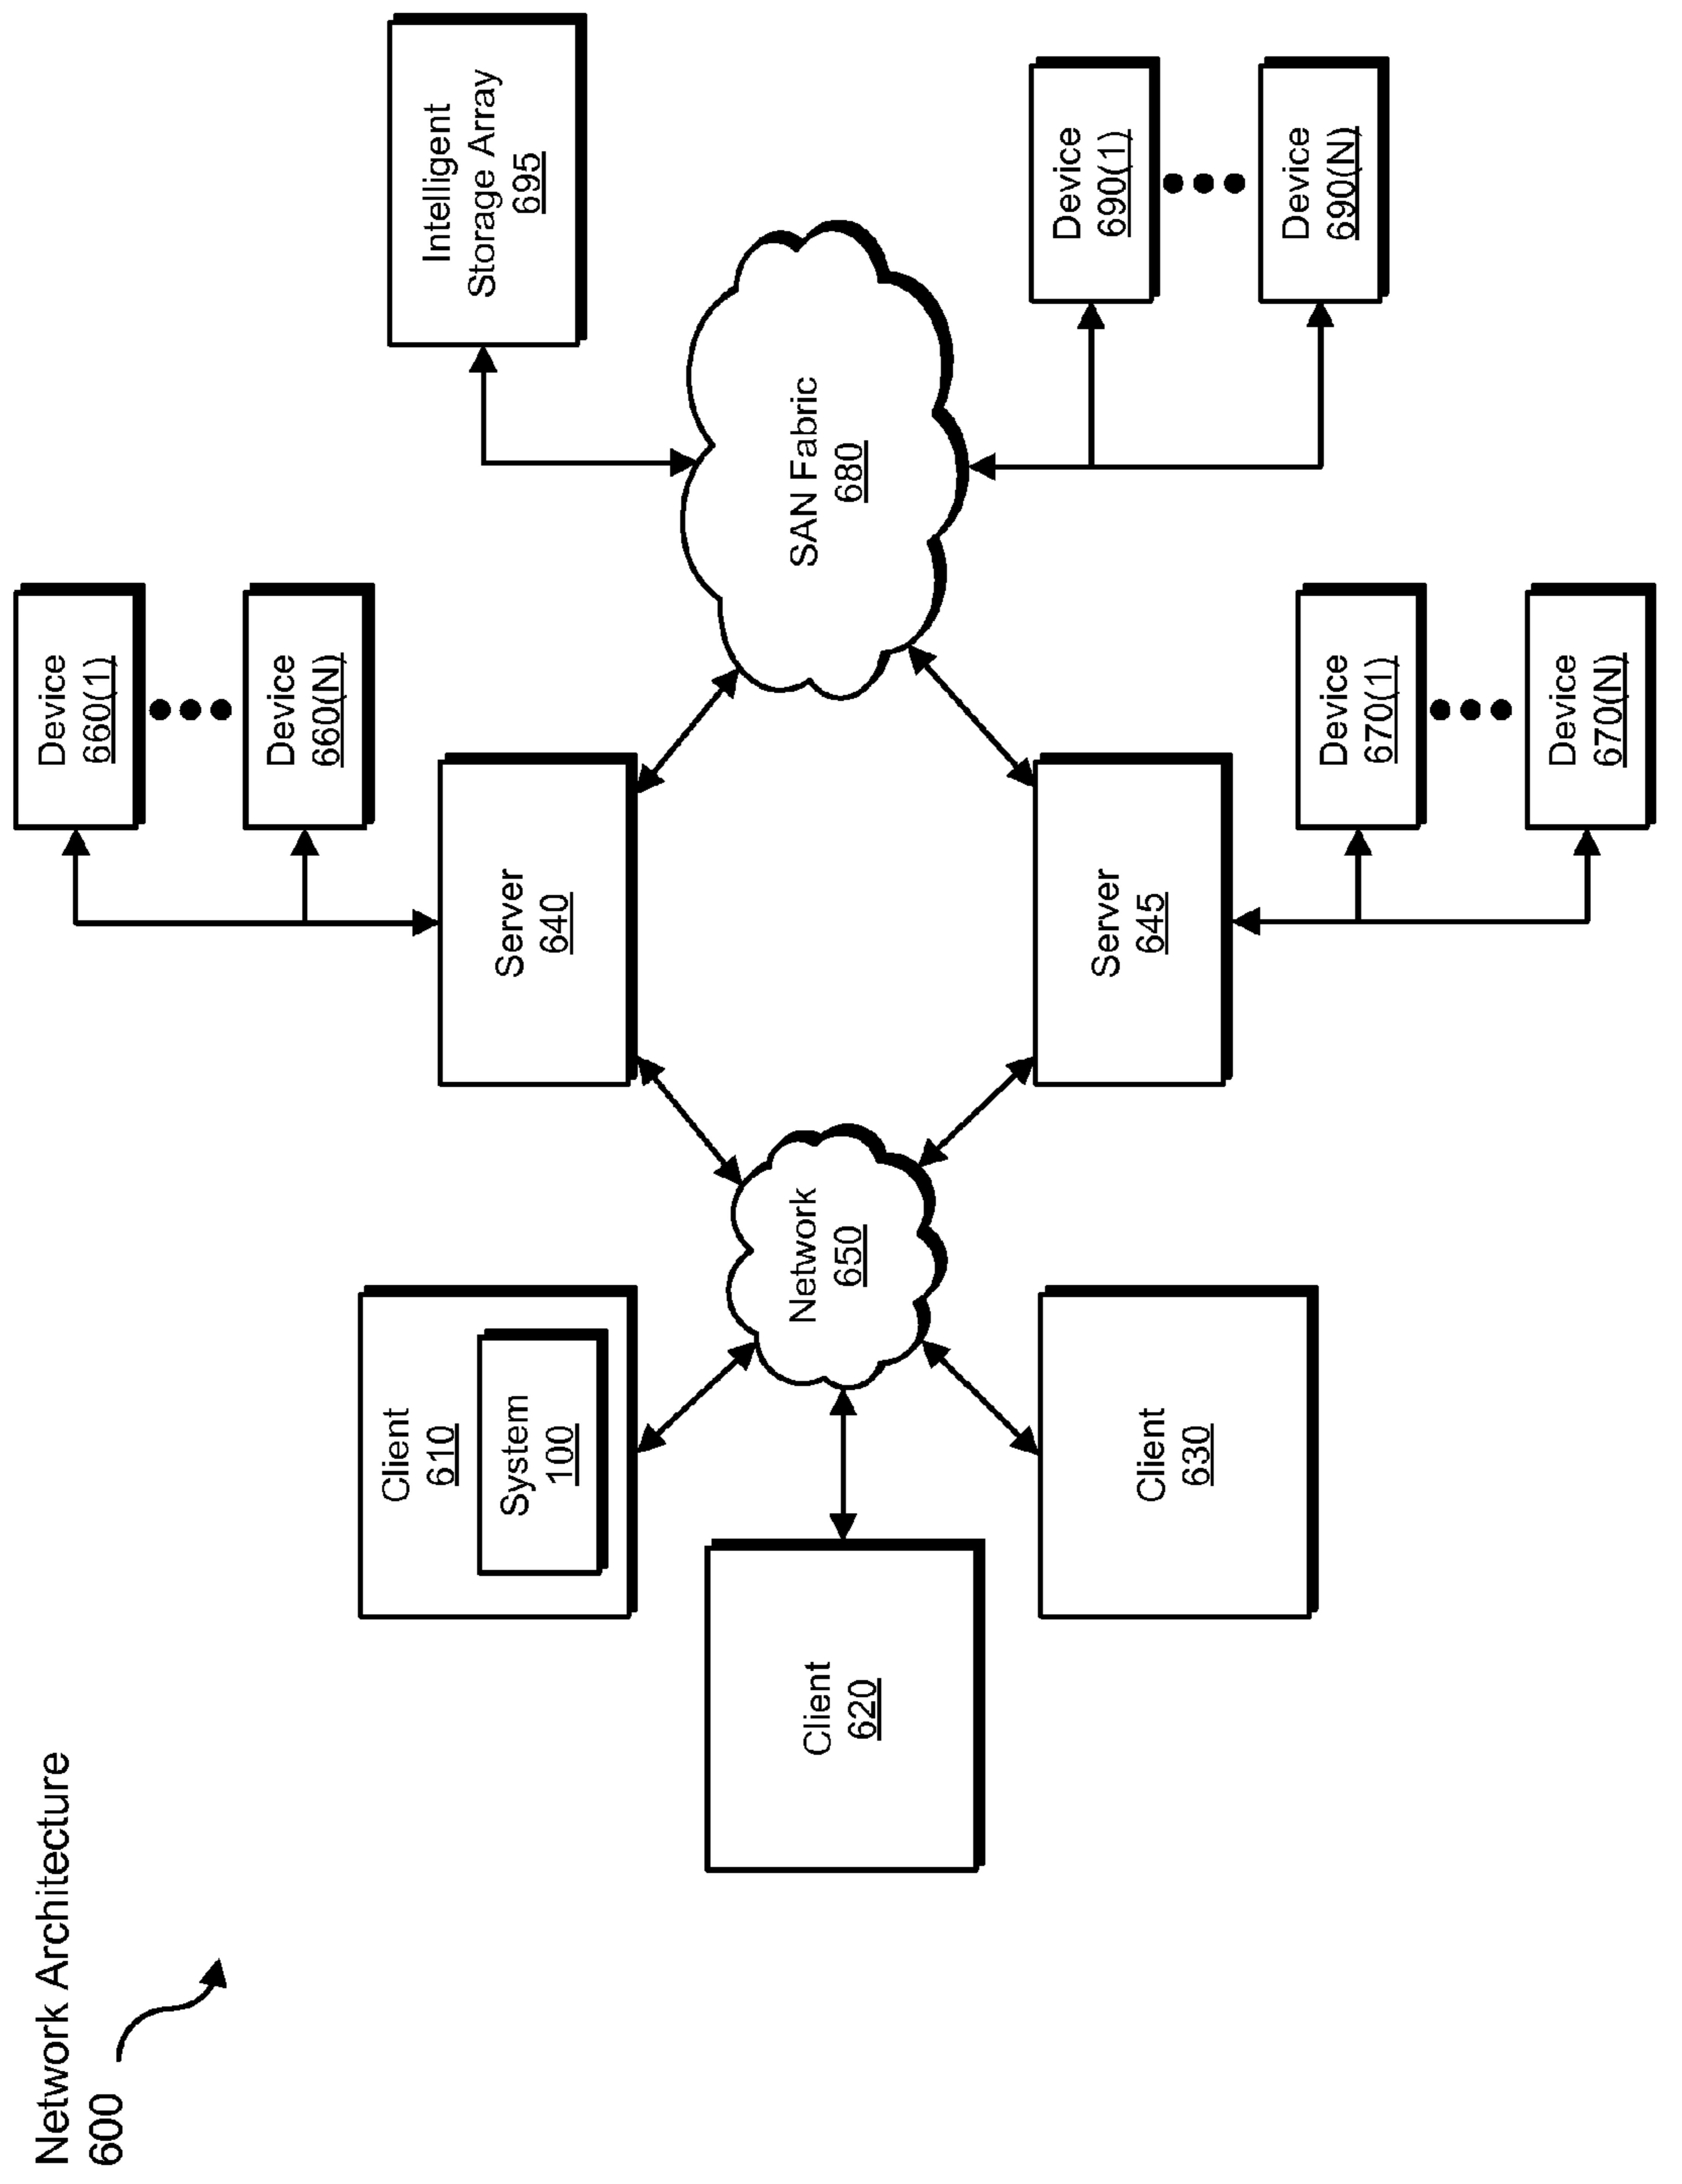 Network Architecture
600
Device
660(1)
Device
660(N)
Intelligent
Storage Array
695
Client
610
System
100
Server
640
Client
620
Network
650
SAN Fabric
680
Client
630
Server
645
Device
690(1)
Device
690(N)
Device
670(1)
Device
670(N)